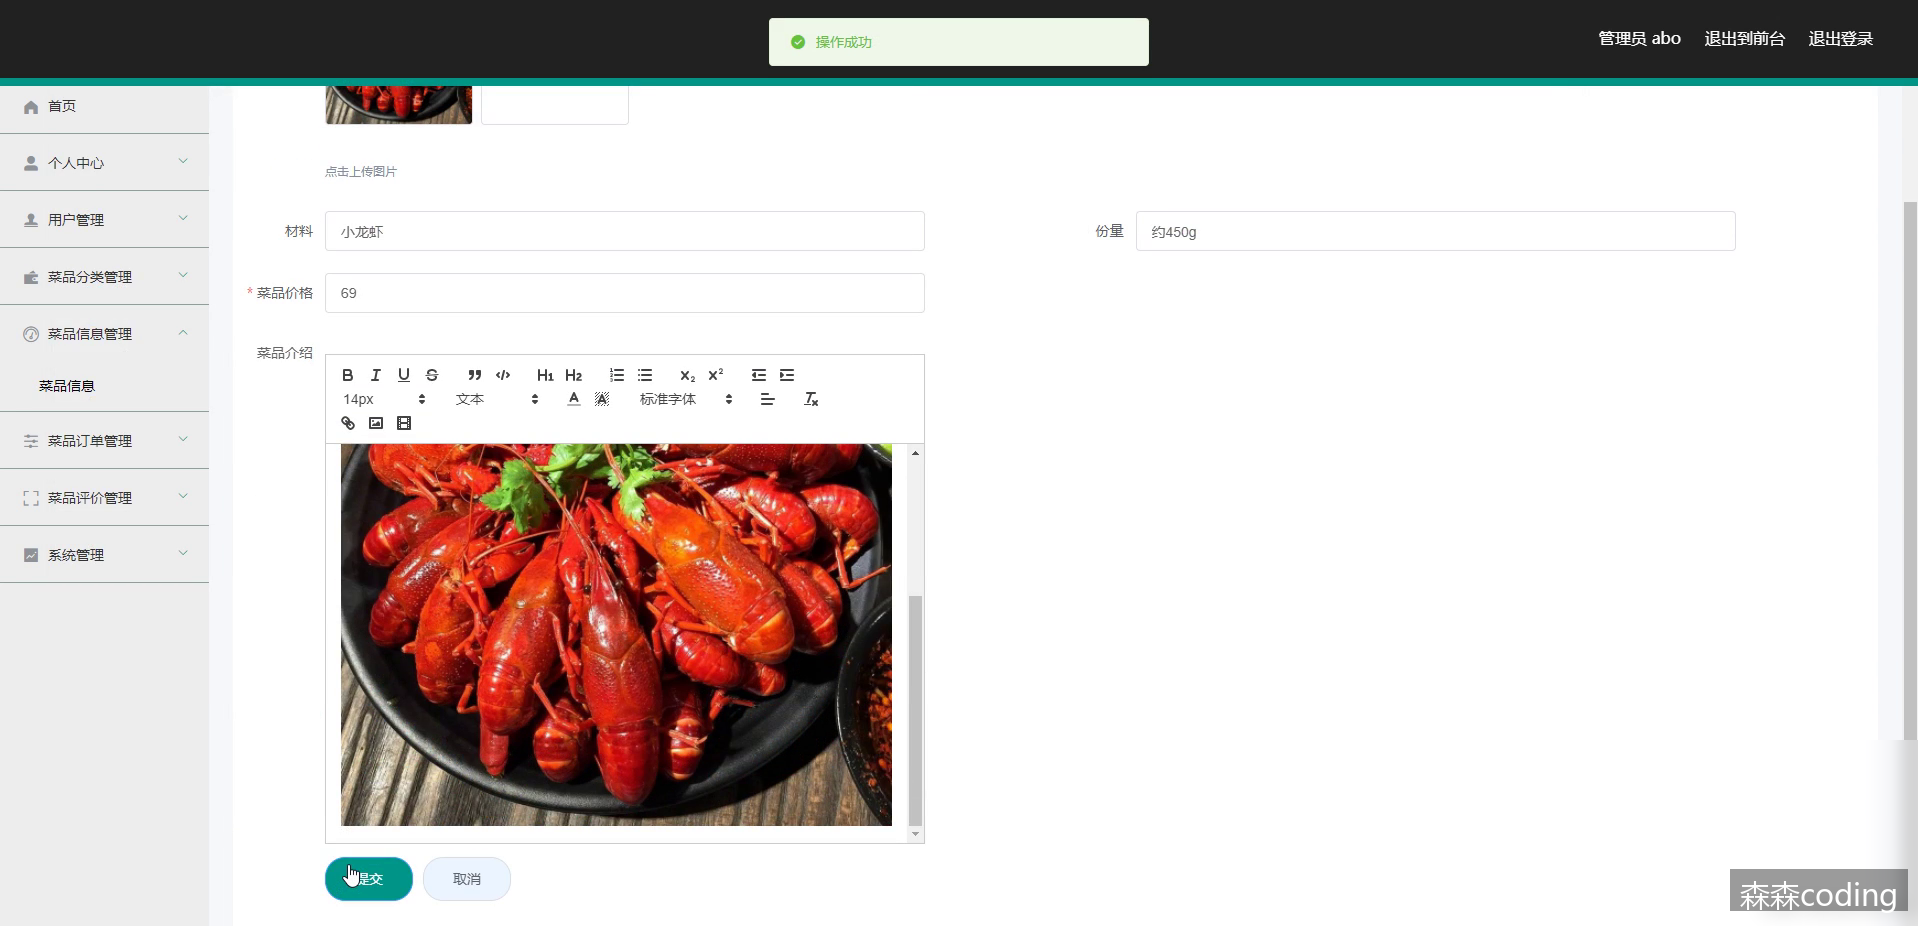 操作成功
管理员 abo 退出到前台 退出登录
首页
个人中心
用户管理
菜品分类管理
菜品信息管理
菜品信息
菜品订单管理
菜品评价管理
系统管理
点击上传图片
材料 小龙虾
份量 约450g
* 菜品价格 69
菜品介绍
14px 文本 标准字体
提交 取消
森森coding